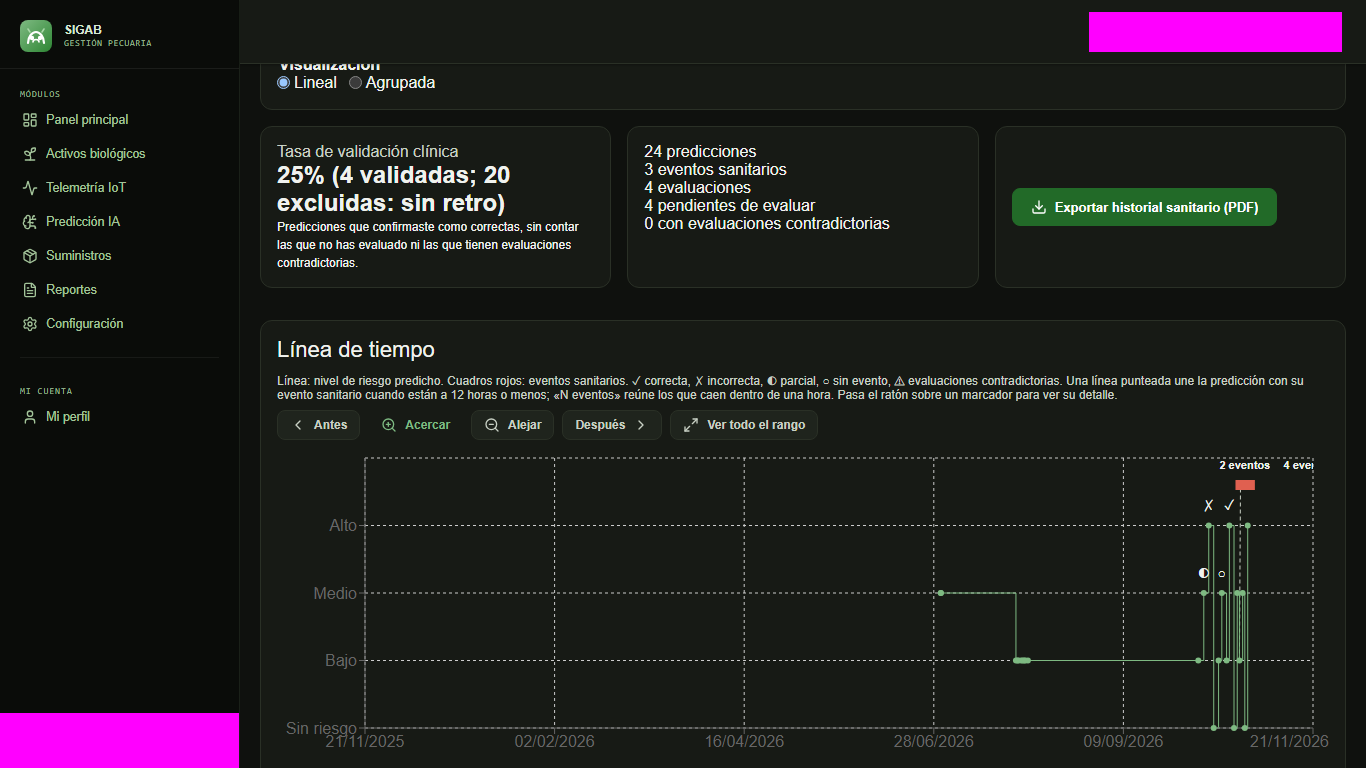 SIGAB
GESTIÓN PECUARIA
MÓDULOS
Panel principal
Activos biológicos
Telemetría IoT
Predicción IA
Suministros
Reportes
Configuración
MI CUENTA
Mi perfil
Visualización
Lineal Agrupada
Tasa de validación clínica
25% (4 validadas; 20
excluidas: sin retro)
Predicciones que confirmaste como correctas, sin contar
las que no has evaluado ni las que tienen evaluaciones
contradictorias.
24 predicciones
3 eventos sanitarios
4 evaluaciones
4 pendientes de evaluar
0 con evaluaciones contradictorias
Exportar historial sanitario (PDF)
Línea de tiempo
Línea: nivel de riesgo predicho. Cuadros rojos: eventos sanitarios. ✓ correcta, ✗ incorrecta, ◐ parcial, ○ sin evento, ⚠ evaluaciones contradictorias. Una línea punteada une la predicción con su
evento sanitario cuando están a 12 horas o menos; «N eventos» reúne los que caen dentro de una hora. Pasa el ratón sobre un marcador para ver su detalle.
Antes Acercar Alejar Después Ver todo el rango
2 eventos 4 eve
✗ ✓
Alto
◐ ○
Medio
Bajo
Sin riesgo
21/11/2025 02/02/2026 16/04/2026 28/06/2026 09/09/2026 21/11/2026